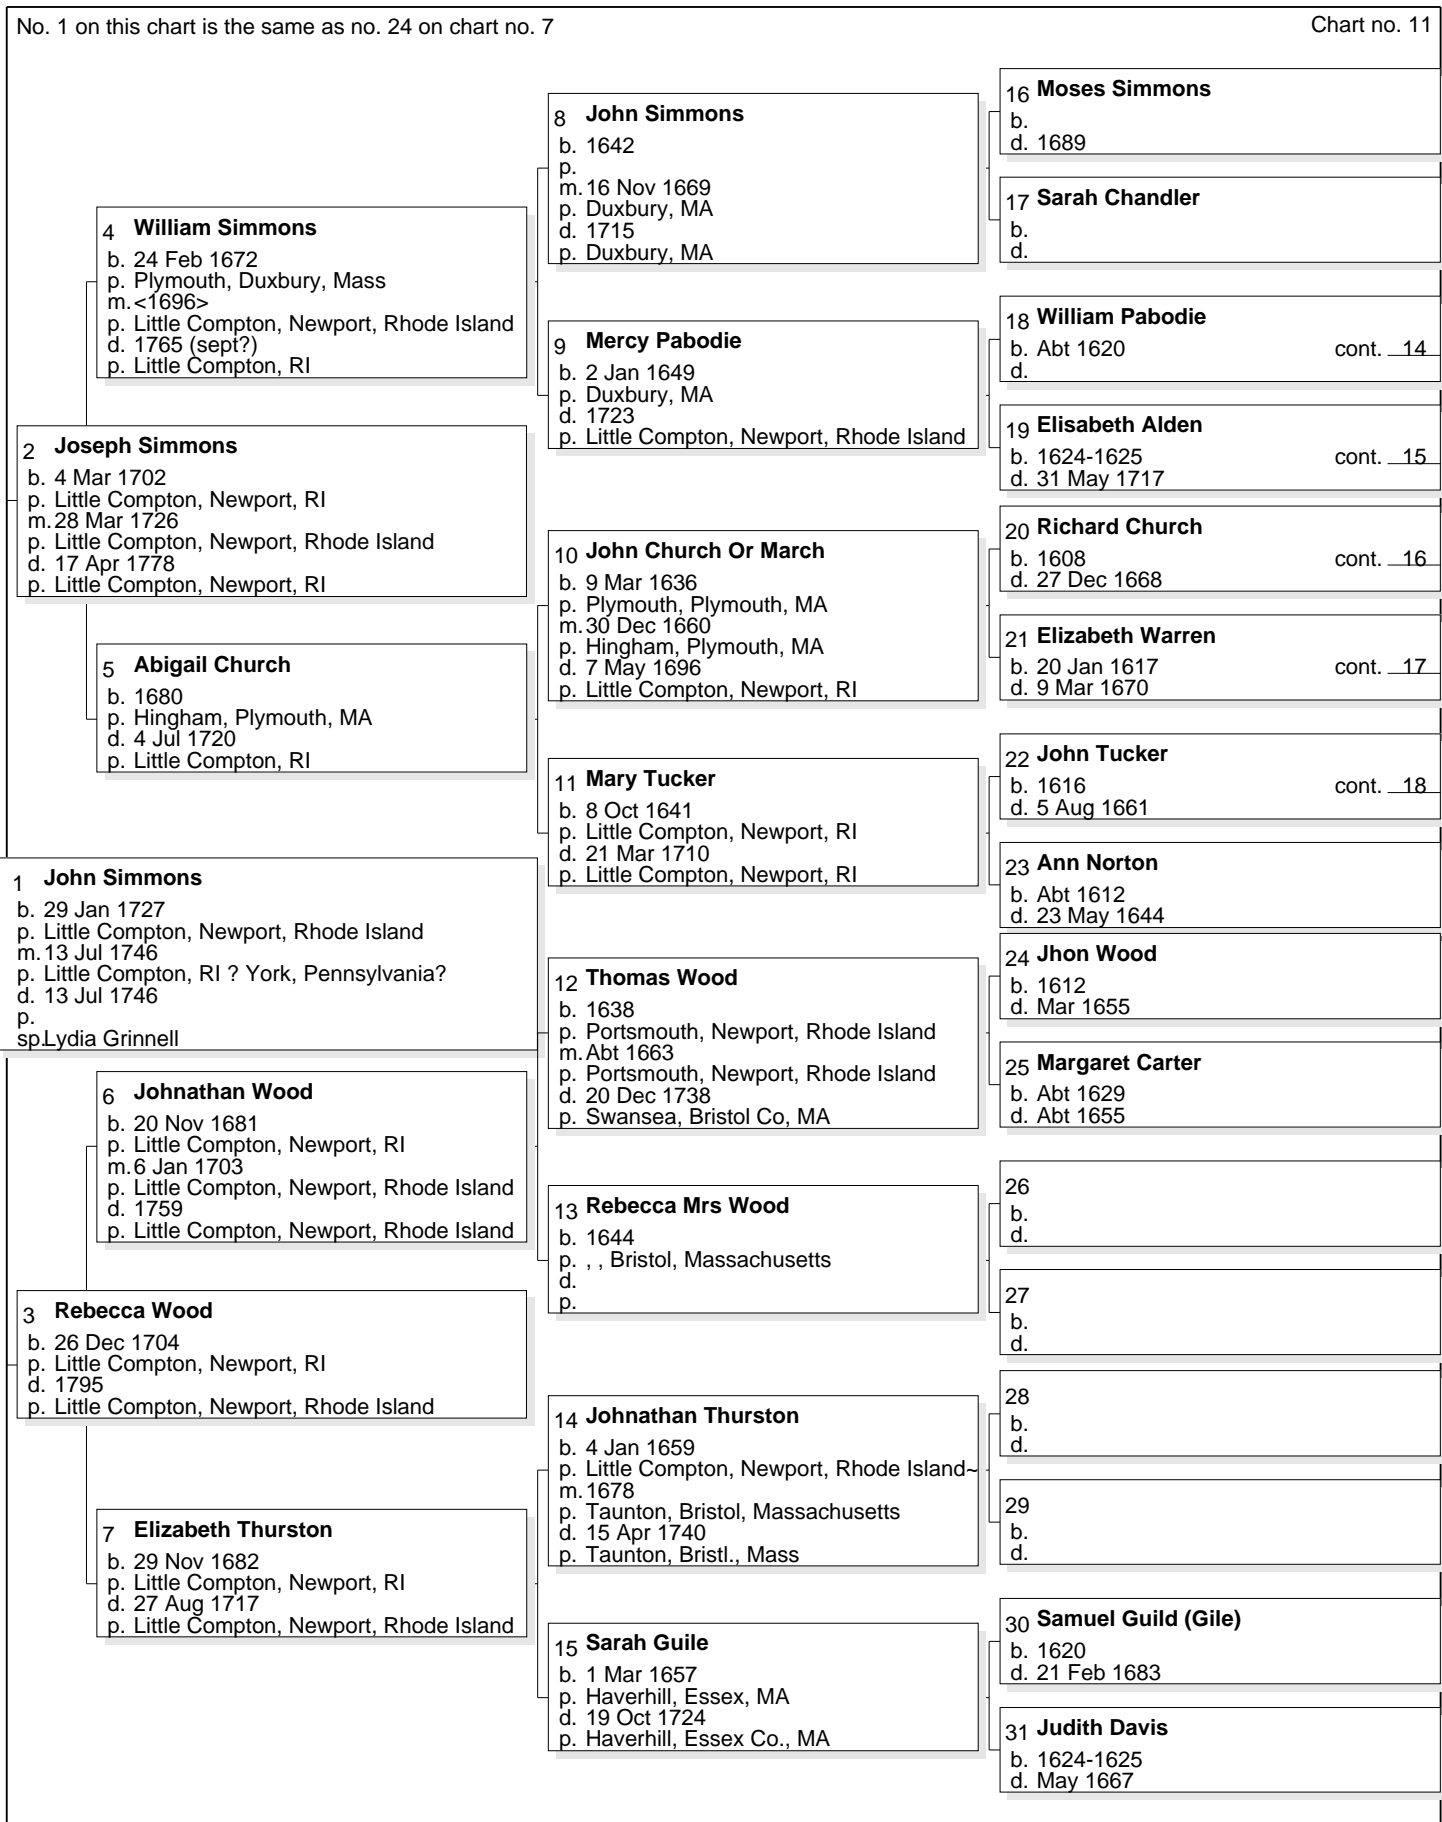 No. 1 on this chart is the same as no. 24 on chart no. 7
Chart no. 11
16 Moses Simmons
b.
d. 1689
8 John Simmons
b. 1642
p.
m. 16 Nov 1669
p. Duxbury, MA
d. 1715
p. Duxbury, MA
17 Sarah Chandler
b.
d.
4 William Simmons
b. 24 Feb 1672
p. Plymouth, Duxbury, Mass
m. <1696>
p. Little Compton, Newport, Rhode Island
d. 1765 (sept?)
p. Little Compton, RI
18 William Pabodie
b. Abt 1620 cont. 14
d.
9 Mercy Pabodie
b. 2 Jan 1649
p. Duxbury, MA
d. 1723
p. Little Compton, Newport, Rhode Island
19 Elisabeth Alden
b. 1624-1625 cont. 15
d. 31 May 1717
2 Joseph Simmons
b. 4 Mar 1702
p. Little Compton, Newport, RI
m. 28 Mar 1726
p. Little Compton, Newport, Rhode Island
d. 17 Apr 1778
p. Little Compton, Newport, RI
20 Richard Church
b. 1608 cont. 16
d. 27 Dec 1668
10 John Church Or March
b. 9 Mar 1636
p. Plymouth, Plymouth, MA
m. 30 Dec 1660
p. Hingham, Plymouth, MA
d. 7 May 1696
p. Little Compton, Newport, RI
21 Elizabeth Warren
b. 20 Jan 1617 cont. 17
d. 9 Mar 1670
5 Abigail Church
b. 1680
p. Hingham, Plymouth, MA
d. 4 Jul 1720
p. Little Compton, RI
22 John Tucker
b. 1616 cont. 18
d. 5 Aug 1661
11 Mary Tucker
b. 8 Oct 1641
p. Little Compton, Newport, RI
d. 21 Mar 1710
p. Little Compton, Newport, RI
23 Ann Norton
b. Abt 1612
d. 23 May 1644
1 John Simmons
b. 29 Jan 1727
p. Little Compton, Newport, Rhode Island
m. 13 Jul 1746
p. Little Compton, RI ? York, Pennsylvania?
d. 13 Jul 1746
p.
sp. Lydia Grinnell
24 Jhon Wood
b. 1612
d. Mar 1655
12 Thomas Wood
b. 1638
p. Portsmouth, Newport, Rhode Island
m. Abt 1663
p. Portsmouth, Newport, Rhode Island
d. 20 Dec 1738
p. Swansea, Bristol Co, MA
25 Margaret Carter
b. Abt 1629
d. Abt 1655
6 Johnathan Wood
b. 20 Nov 1681
p. Little Compton, Newport, RI
m. 6 Jan 1703
p. Little Compton, Newport, Rhode Island
d. 1759
p. Little Compton, Newport, Rhode Island
26
b.
d.
13 Rebecca Mrs Wood
b. 1644
p. , , Bristol, Massachusetts
d.
p.
27
b.
d.
3 Rebecca Wood
b. 26 Dec 1704
p. Little Compton, Newport, RI
d. 1795
p. Little Compton, Newport, Rhode Island
28
b.
d.
14 Johnathan Thurston
b. 4 Jan 1659
p. Little Compton, Newport, Rhode Island~
m. 1678
p. Taunton, Bristol, Massachusetts
d. 15 Apr 1740
p. Taunton, Bristl., Mass
29
b.
d.
7 Elizabeth Thurston
b. 29 Nov 1682
p. Little Compton, Newport, RI
d. 27 Aug 1717
p. Little Compton, Newport, Rhode Island
30 Samuel Guild (Gile)
b. 1620
d. 21 Feb 1683
15 Sarah Guile
b. 1 Mar 1657
p. Haverhill, Essex, MA
d. 19 Oct 1724
p. Haverhill, Essex Co., MA
31 Judith Davis
b. 1624-1625
d. May 1667